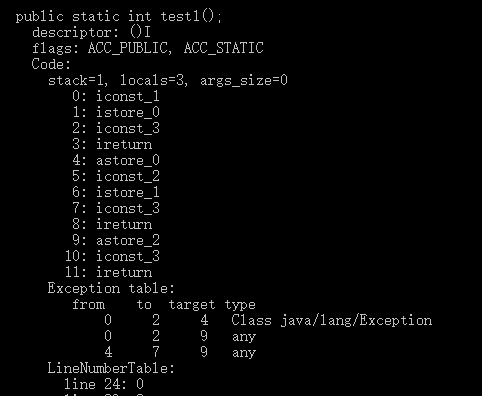 public static int test1();
descriptor: ()I
flags: ACC_PUBLIC, ACC_STATIC
Code:
stack=1, locals=3, args_size=0
0: iconst_1
1: istore_0
2: iconst_3
3: ireturn
4: astore_0
5: iconst_2
6: istore_1
7: iconst_3
8: ireturn
9: astore_2
10: iconst_3
11: ireturn
Exception table:
from to target type
0 2 4 Class java/lang/Exception
0 2 9 any
4 7 9 any
LineNumberTable:
line 24: 0